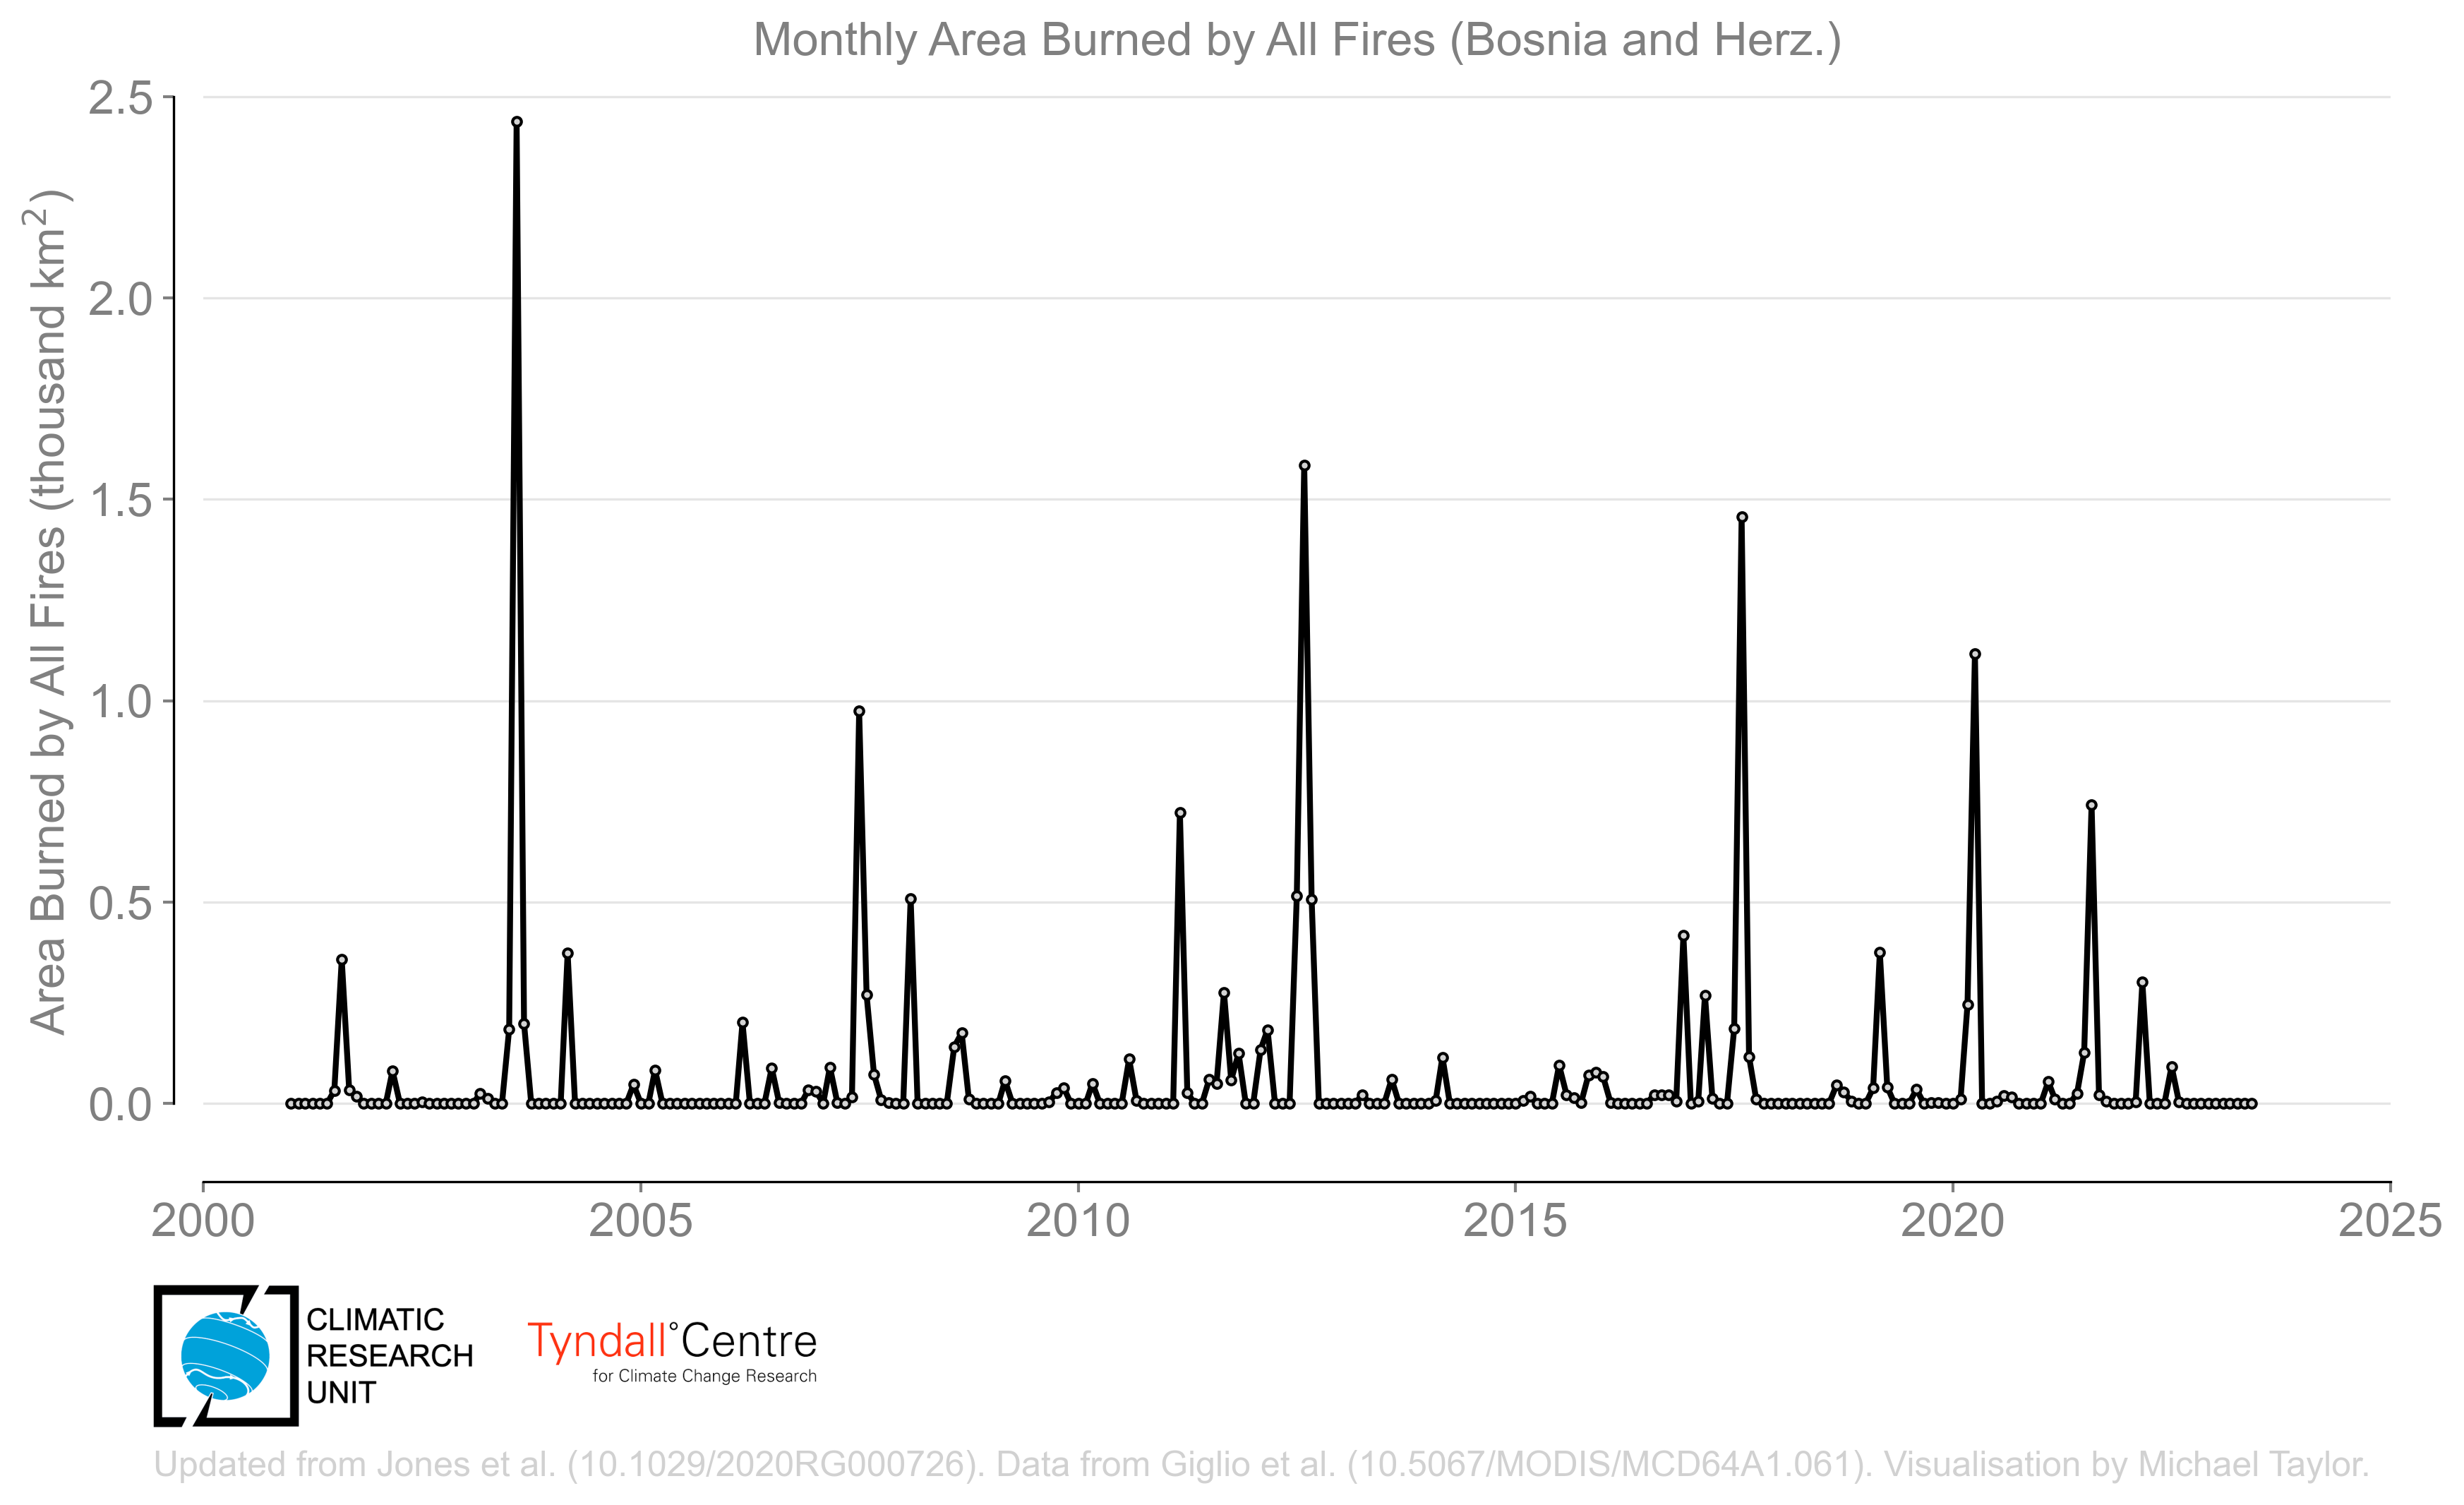 Monthly Area Burned by All Fires (Bosnia and Herz.)
Area Burned by All Fires (thousand km²)
2.5
2.0
1.5
1.0
0.5
0.0
2000 2005 2010 2015 2020 2025
CLIMATIC
RESEARCH
UNIT
Tyndall°Centre
for Climate Change Research
Updated from Jones et al. (10.1029/2020RG000726). Data from Giglio et al. (10.5067/MODIS/MCD64A1.061). Visualisation by Michael Taylor.